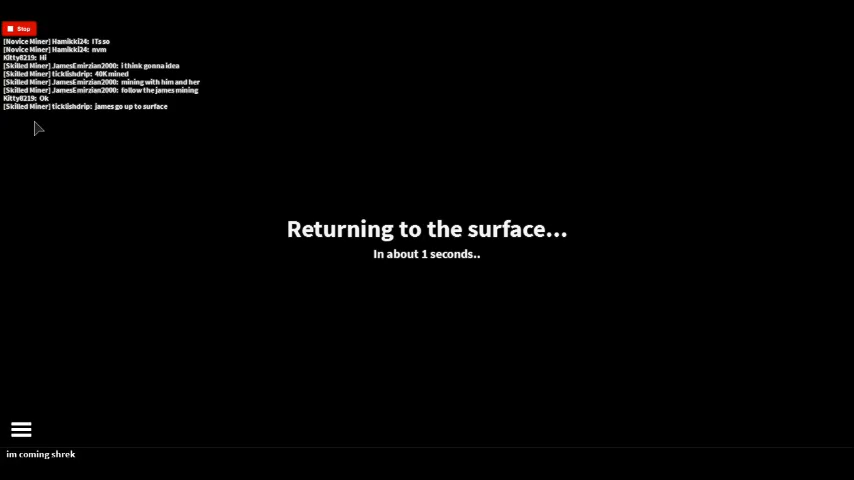 Stop
[Novice Miner] Hamikki24: ITs so
[Novice Miner] Hamikki24: nvm
Kitty8219: Hi
[Skilled Miner] JamesEmirzian2000: i think gonna idea
[Skilled Miner] ticklishdrip: 40K mined
[Skilled Miner] JamesEmirzian2000: mining with him and her
[Skilled Miner] JamesEmirzian2000: follow the james mining
Kitty8219: Ok
[Skilled Miner] ticklishdrip: james go up to surface
Returning to the surface...
In about 1 seconds..
im coming shrek